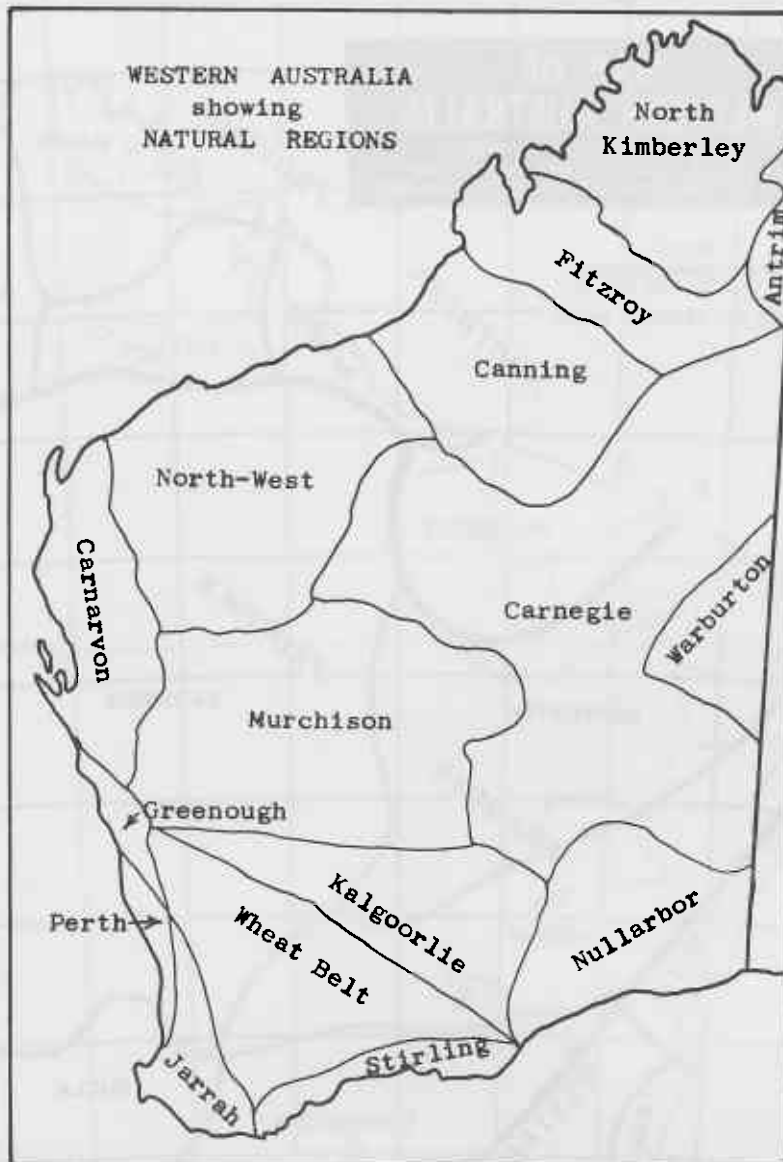 WESTERN AUSTRALIA
showing
NATURAL REGIONS
North
Kimberley
Antrim
Fitzroy
Canning
North-West
Carnarvon
Carnegie
Warburton
Murchison
Greenough
Kalgoorlie
Perth
Wheat Belt
Nullarbor
Stirling
Jarrah